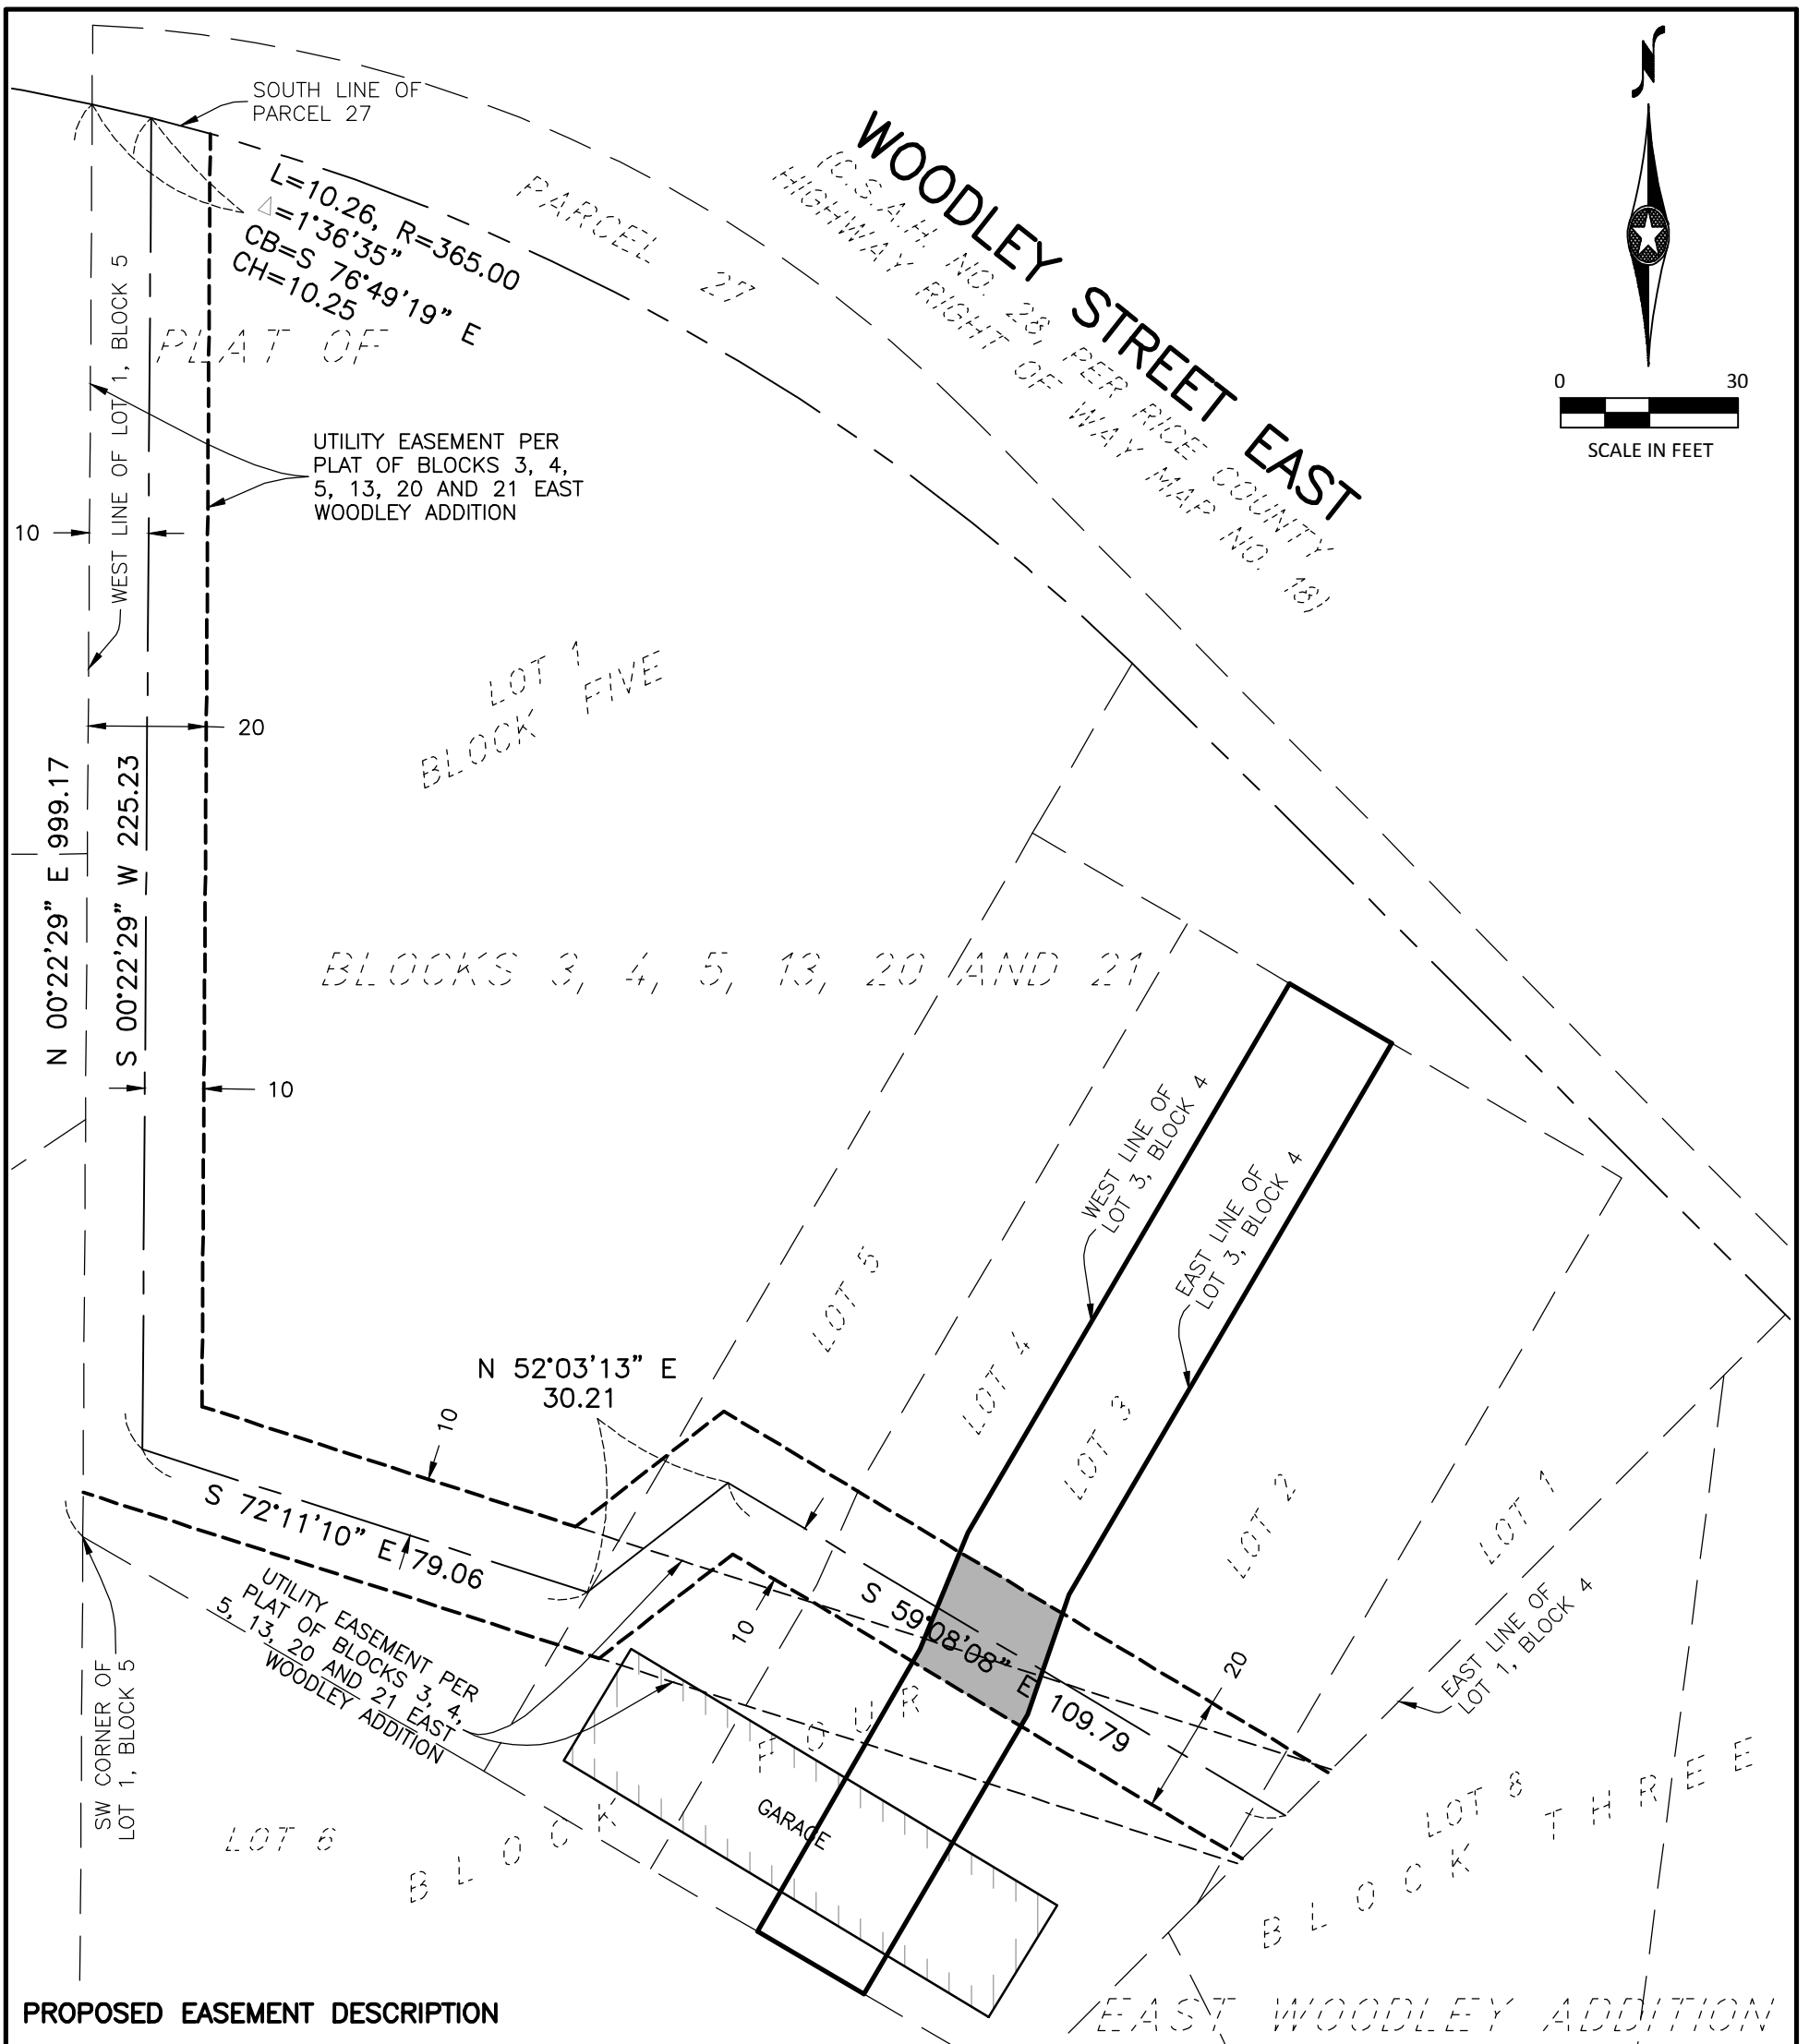 SOUTH LINE OF
PARCEL 27
L=10.26, R=365.00
Δ=1°36'35"
CB=S 76°49'19" E
CH=10.25
PARCEL 27
WOODLEY STREET EAST
(C.S.A.H. NO. 28, PER RICE COUNTY
HIGHWAY RIGHT OF WAY MAP NO. 18)
N
0 30
SCALE IN FEET
PLAT OF
WEST LINE OF LOT 1, BLOCK 5
UTILITY EASEMENT PER
PLAT OF BLOCKS 3, 4,
5, 13, 20 AND 21 EAST
WOODLEY ADDITION
10
LOT 1
BLOCK FIVE
20
N 00°22'29" E 999.17
S 00°22'29" W 225.23
BLOCKS 3, 4, 5, 13, 20 AND 21
10
WEST LINE OF
LOT 3, BLOCK 4
EAST LINE OF
LOT 3, BLOCK 4
LOT 5
LOT 4
LOT 3
LOT 2
LOT 1
N 52°03'13" E
30.21
10
S 72°11'10" E 79.06
10
S 59°08'08" E 109.79
20
UTILITY EASEMENT PER
PLAT OF BLOCKS 3, 4,
5, 13, 20 AND 21 EAST
WOODLEY ADDITION
SW CORNER OF
LOT 1, BLOCK 5
EAST LINE OF
LOT 1, BLOCK 4
GARAGE
LOT 6
BLOCK FOUR
LOT 8
BLOCK THREE
PROPOSED EASEMENT DESCRIPTION
EAST WOODLEY ADDITION